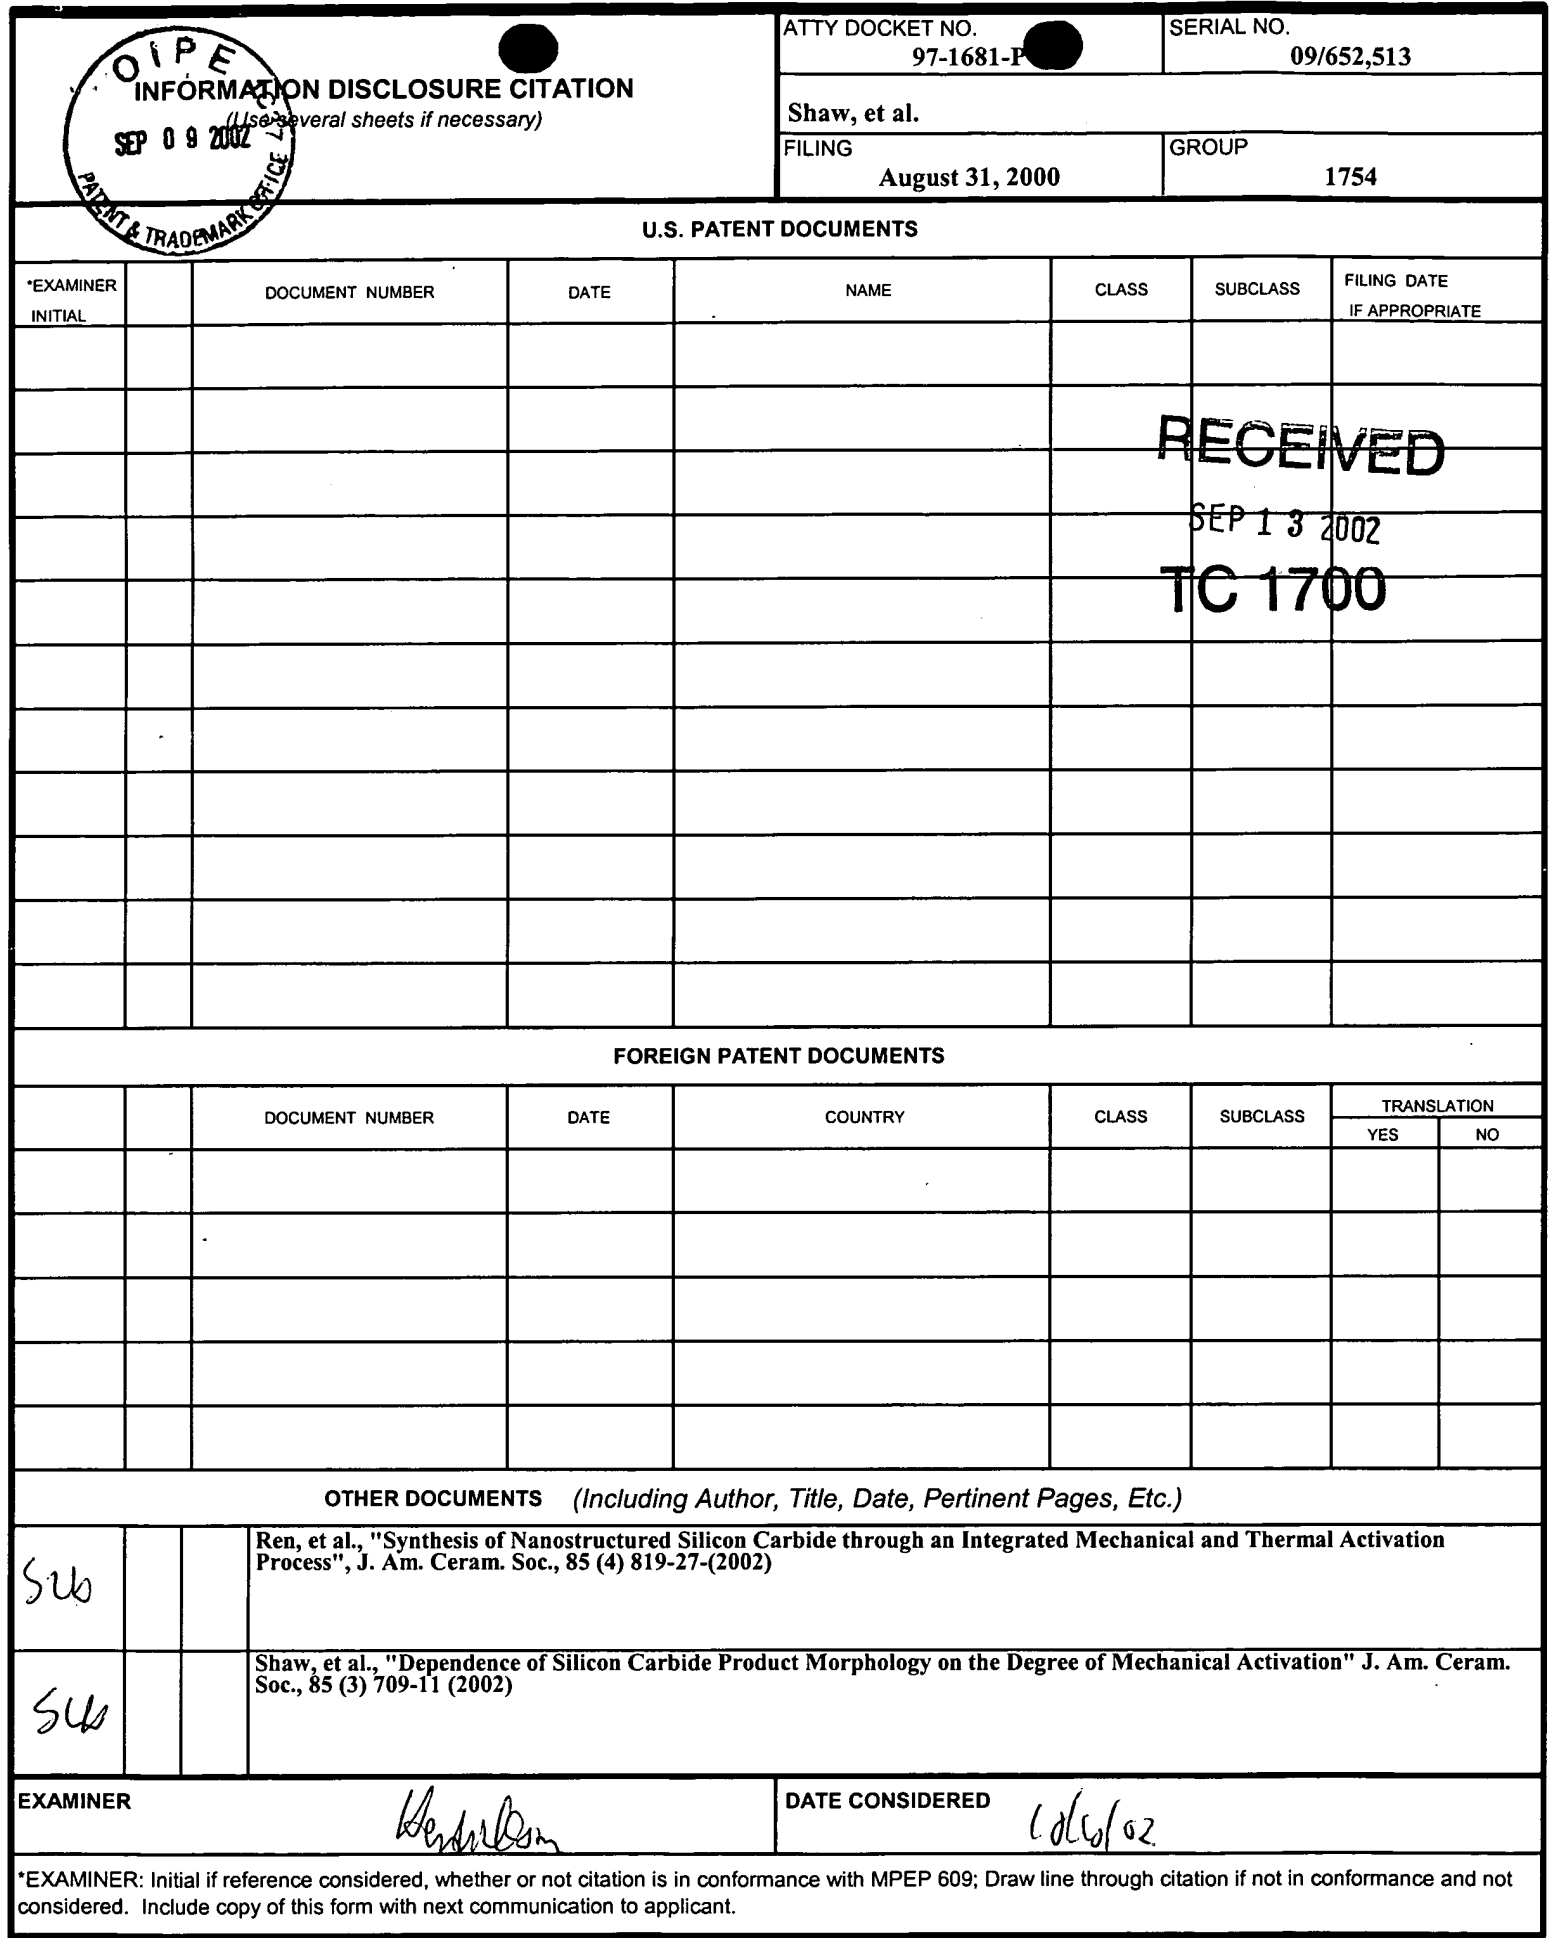 OIPE JC37
SEP 09 2002
PATENT & TRADEMARK OFFICE
INFORMATION DISCLOSURE CITATION
(Use several sheets if necessary)
ATTY DOCKET NO.
97-1681-P
SERIAL NO.
09/652,513
Shaw, et al.
FILING
August 31, 2000
GROUP
1754
U.S. PATENT DOCUMENTS
*EXAMINER
INITIAL
DOCUMENT NUMBER
DATE
NAME
CLASS
SUBCLASS
FILING DATE
IF APPROPRIATE
RECEIVED
SEP 13 2002
TC 1700
FOREIGN PATENT DOCUMENTS
DOCUMENT NUMBER
DATE
COUNTRY
CLASS
SUBCLASS
TRANSLATION
YES
NO
OTHER DOCUMENTS (Including Author, Title, Date, Pertinent Pages, Etc.)
Ren, et al., "Synthesis of Nanostructured Silicon Carbide through an Integrated Mechanical and Thermal Activation
Process", J. Am. Ceram. Soc., 85 (4) 819-27-(2002)
Shaw, et al., "Dependence of Silicon Carbide Product Morphology on the Degree of Mechanical Activation" J. Am. Ceram.
Soc., 85 (3) 709-11 (2002)
EXAMINER
DATE CONSIDERED
*EXAMINER: Initial if reference considered, whether or not citation is in conformance with MPEP 609; Draw line through citation if not in conformance and not
considered. Include copy of this form with next communication to applicant.